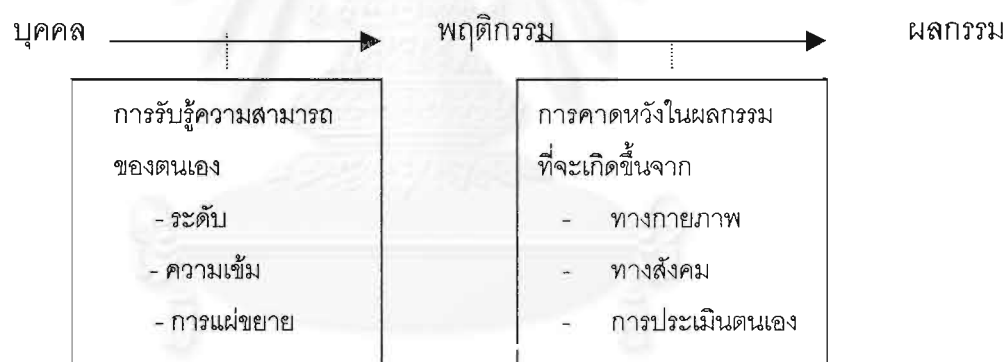 บุคคล พฤติกรรม ผลกรรม
การรับรู้ความสามารถ
ของตนเอง
- ระดับ
- ความเข้ม
- การแผ่ขยาย
การคาดหวังในผลกรรม
ที่จะเกิดขึ้นจาก
- ทางกายภาพ
- ทางสังคม
- การประเมินตนเอง